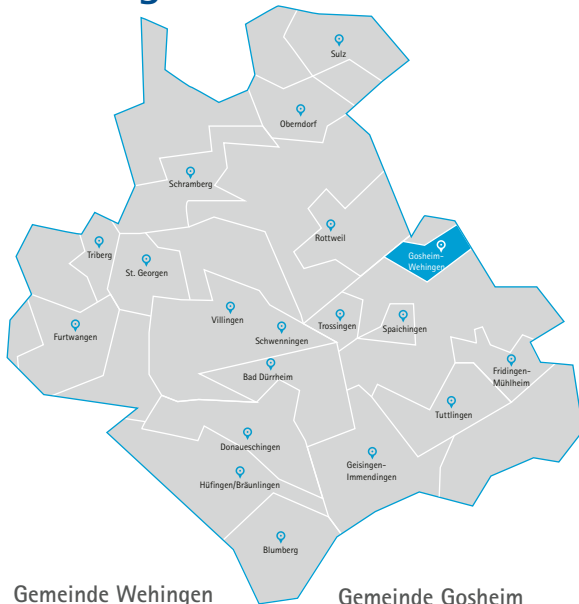 Sulz
Oberndorf
Schramberg
Rottweil
Triberg
St. Georgen
Gosheim-
Wehingen
Furtwangen
Villingen
Schwenningen
Trossingen
Spaichingen
Bad Dürrheim
Fridingen-
Mühlheim
Tuttlingen
Donaueschingen
Geisingen-
Immendingen
Hüfingen/Bräunlingen
Blumberg
Gemeinde Wehingen
Gemeinde Gosheim